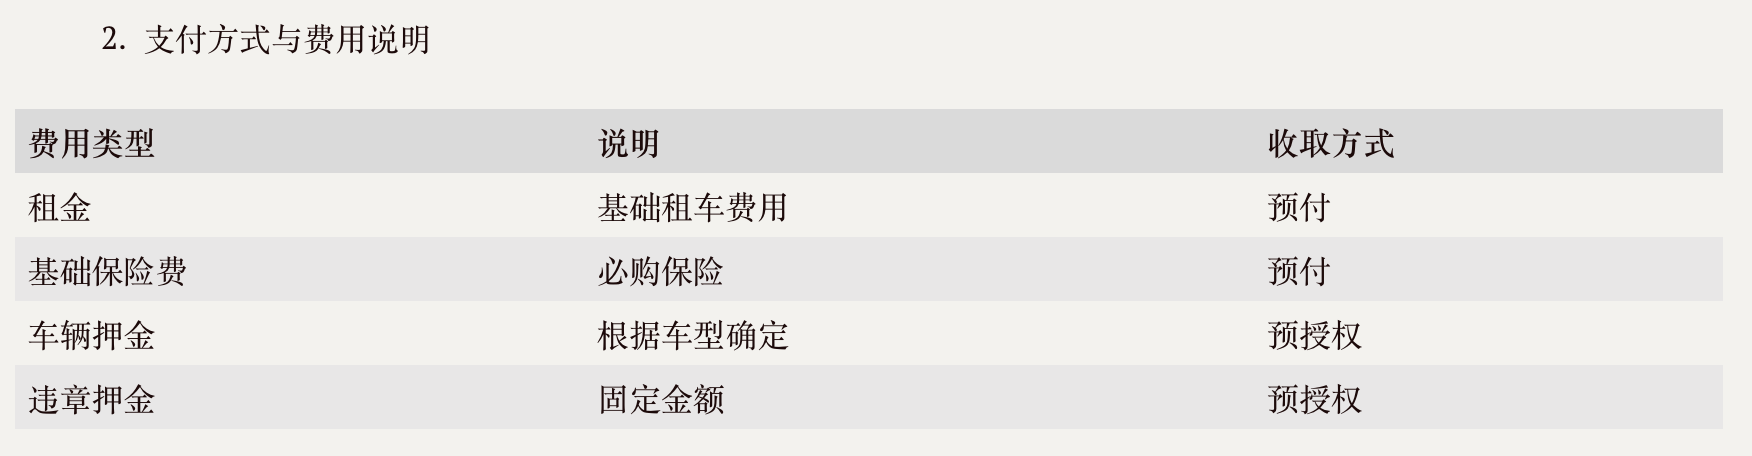 2. 支付方式与费用说明
费用类型 说明 收取方式
租金 基础租车费用 预付
基础保险费 必购保险 预付
车辆押金 根据车型确定 预授权
违章押金 固定金额 预授权